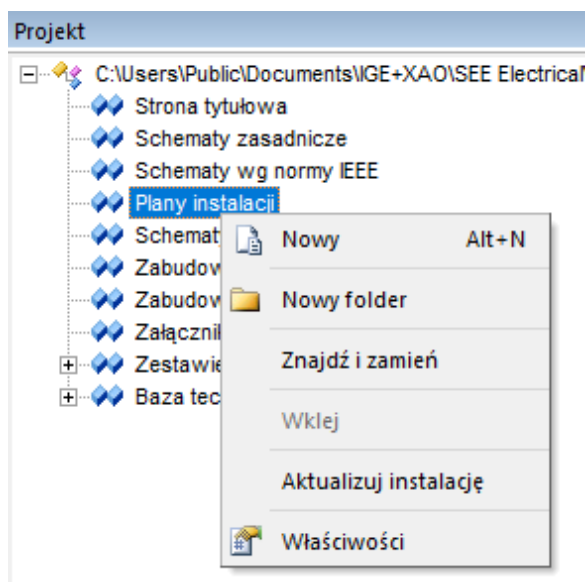 Projekt
C:\Users\Public\Documents\IGE+XAO\SEE Electrical
Strona tytułowa
Schematy zasadnicze
Schematy wg normy IEEE
Plany instalacji
Schemat
Nowy Alt+N
Zabudow
Nowy folder
Zabudow
Załącznik
Znajdź i zamień
Zestawie
Baza tec
Wklej
Aktualizuj instalację
Właściwości